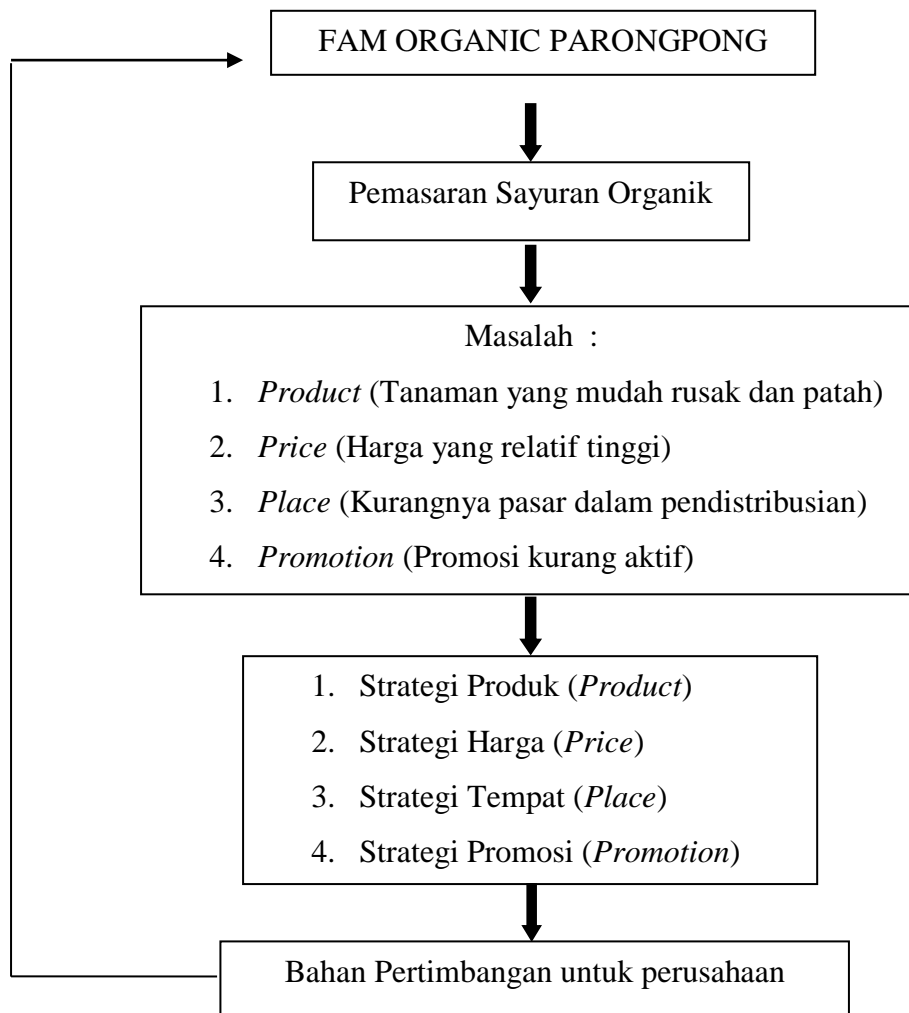 FAM ORGANIC PARONGPONG
Pemasaran Sayuran Organik
Masalah :
1. Product (Tanaman yang mudah rusak dan patah)
2. Price (Harga yang relatif tinggi)
3. Place (Kurangnya pasar dalam pendistribusian)
4. Promotion (Promosi kurang aktif)
1. Strategi Produk (Product)
2. Strategi Harga (Price)
3. Strategi Tempat (Place)
4. Strategi Promosi (Promotion)
Bahan Pertimbangan untuk perusahaan